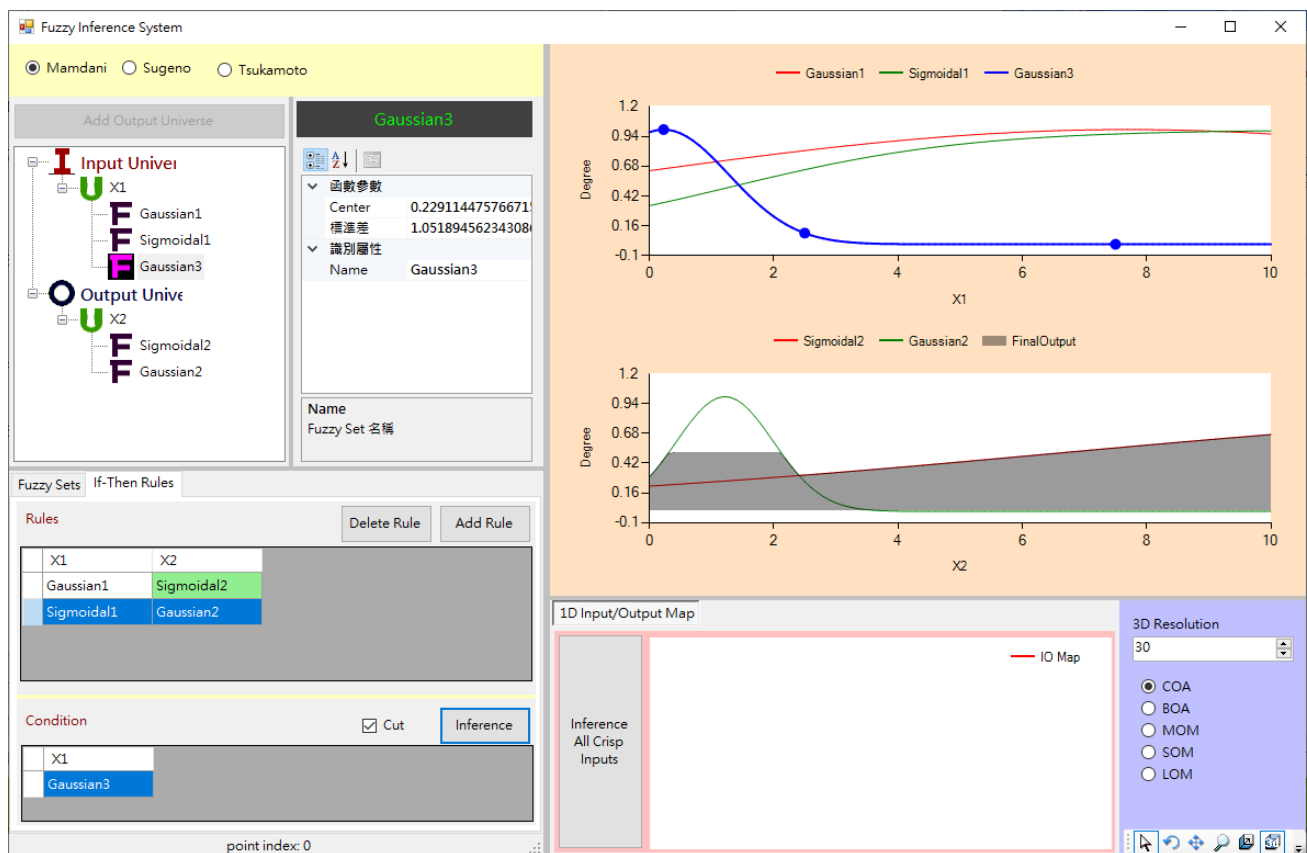 Fuzzy Inference System
Mamdani Sugeno Tsukamoto
Add Output Universe
Input Univer
X1
Gaussian1
Sigmoidal1
Gaussian3
Output Unive
X2
Sigmoidal2
Gaussian2
Gaussian3
函數參數
Center 0.22911447576671
標準差 1.05189456234308
識別屬性
Name Gaussian3
Name
Fuzzy Set 名稱
Fuzzy Sets If-Then Rules
Rules Delete Rule Add Rule
X1 X2
Gaussian1 Sigmoidal2
Sigmoidal1 Gaussian2
Condition Cut Inference
X1
Gaussian3
point index: 0
Gaussian1 Sigmoidal1 Gaussian3
Degree
1.2
0.94
0.68
0.42
0.16
-0.1
0 2 4 6 8 10
X1
Sigmoidal2 Gaussian2 FinalOutput
Degree
1.2
0.94
0.68
0.42
0.16
-0.1
0 2 4 6 8 10
X2
1D Input/Output Map
Inference
All Crisp
Inputs
IO Map
3D Resolution
30
COA
BOA
MOM
SOM
LOM
3d